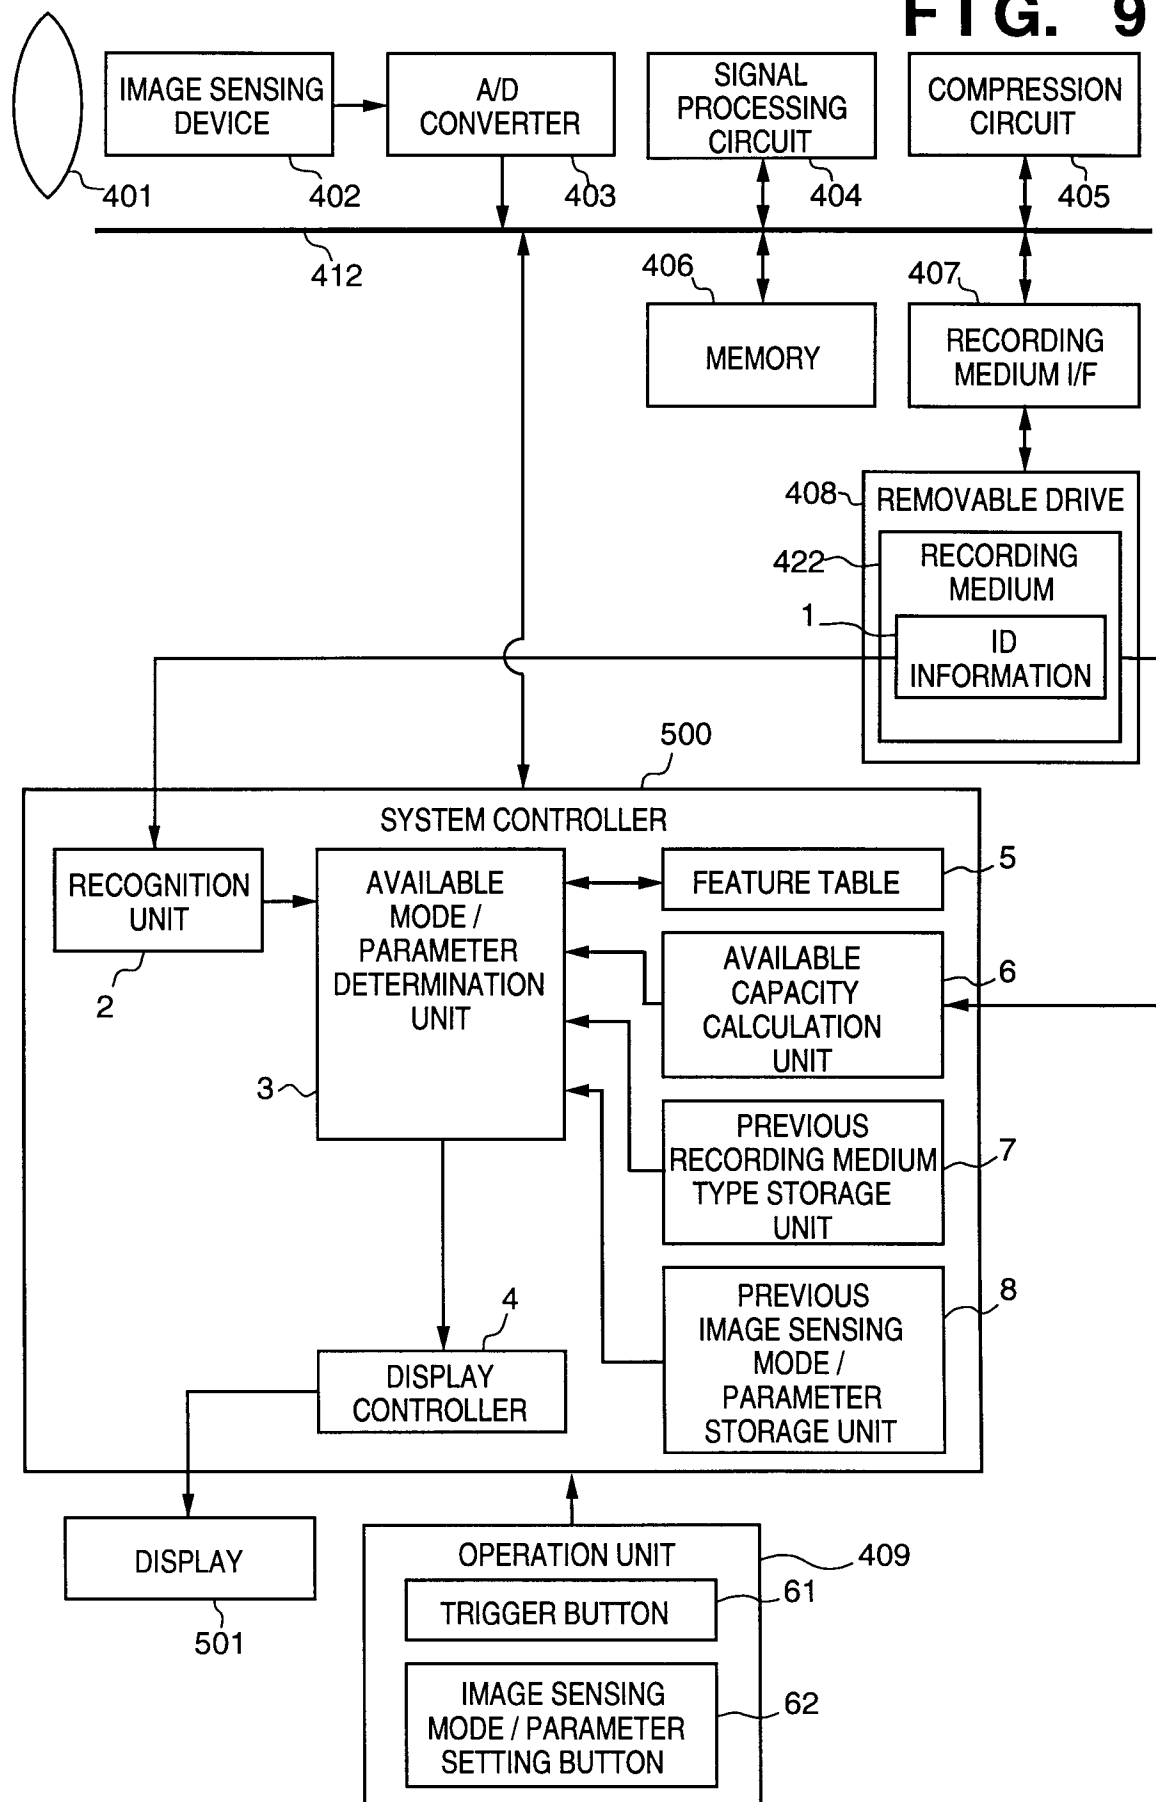 FIG. 9
IMAGE SENSING
DEVICE
A/D
CONVERTER
SIGNAL
PROCESSING
CIRCUIT
COMPRESSION
CIRCUIT
401
402
403
404
405
412
406
407
MEMORY
RECORDING
MEDIUM I/F
408
REMOVABLE DRIVE
422
RECORDING
MEDIUM
1
ID
INFORMATION
500
SYSTEM CONTROLLER
RECOGNITION
UNIT
2
AVAILABLE
MODE /
PARAMETER
DETERMINATION
UNIT
3
FEATURE TABLE
5
AVAILABLE
CAPACITY
CALCULATION
UNIT
6
PREVIOUS
RECORDING MEDIUM
TYPE STORAGE
UNIT
7
PREVIOUS
IMAGE SENSING
MODE /
PARAMETER
STORAGE UNIT
8
4
DISPLAY
CONTROLLER
DISPLAY
501
OPERATION UNIT
409
TRIGGER BUTTON
61
IMAGE SENSING
MODE / PARAMETER
SETTING BUTTON
62